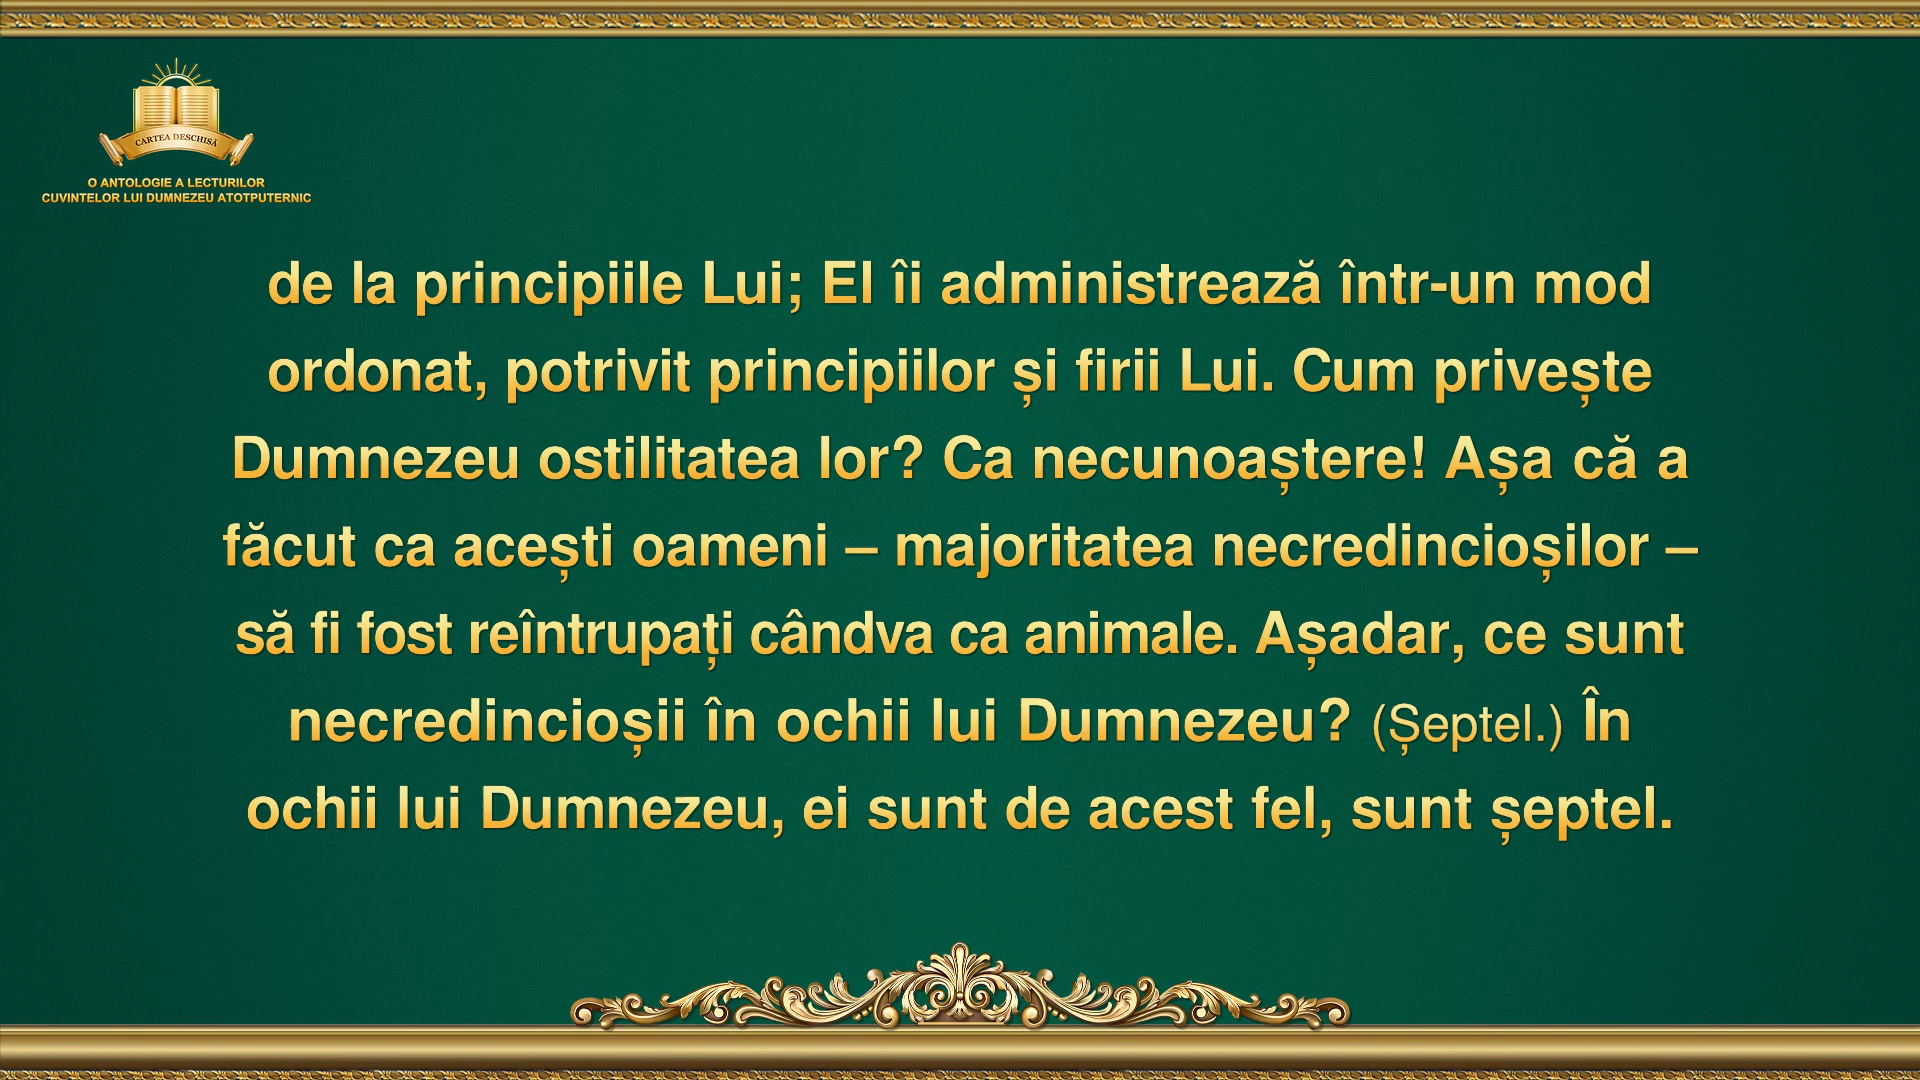 CARTEA DESCHISĂ
O ANTOLOGIE A LECTURILOR
CUVINTELOR LUI DUMNEZEU ATOTPUTERNIC
de la principiile Lui; El îi administrează într-un mod
ordonat, potrivit principiilor și firii Lui. Cum privește
Dumnezeu ostilitatea lor? Ca necunoaștere! Așa că a
făcut ca acești oameni – majoritatea necredincioșilor –
să fi fost reîntrupați cândva ca animale. Așadar, ce sunt
necredincioșii în ochii lui Dumnezeu? (Șeptel.) În
ochii lui Dumnezeu, ei sunt de acest fel, sunt șeptel.